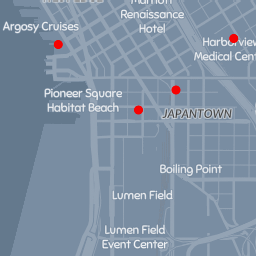 Marriott
Renaissance
Hotel
Argosy Cruises
Harborview
Medical Cent
Pioneer Square
Habitat Beach
JAPANTOWN
Boiling Point
Lumen Field
Lumen Field
Event Center